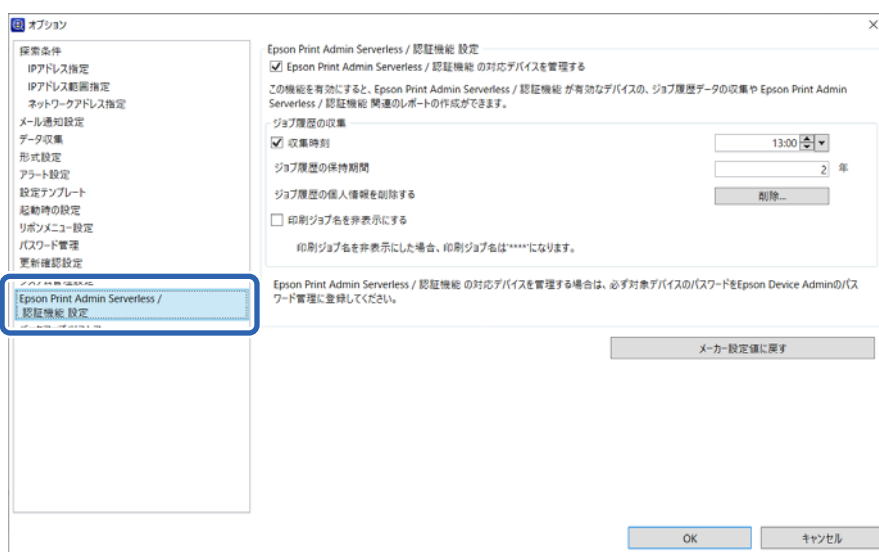 オプション
探索条件
IPアドレス指定
IPアドレス範囲指定
ネットワークアドレス指定
メール通知設定
データ収集
形式設定
アラート設定
設定テンプレート
起動時の設定
リボンメニュー設定
パスワード管理
更新確認設定
Epson Print Admin Serverless /
認証機能 設定
Epson Print Admin Serverless / 認証機能 設定
Epson Print Admin Serverless / 認証機能 の対応デバイスを管理する
この機能を有効にすると、Epson Print Admin Serverless / 認証機能 が有効なデバイスの、ジョブ履歴データの収集や Epson Print Admin
Serverless / 認証機能 関連のレポートの作成ができます。
ジョブ履歴の収集
収集時刻 13:00
ジョブ履歴の保持期間 2 年
ジョブ履歴の個人情報を削除する 削除...
印刷ジョブ名を非表示にする
印刷ジョブ名を非表示にした場合、印刷ジョブ名は"****"になります。
Epson Print Admin Serverless / 認証機能 の対応デバイスを管理する場合は、必ず対象デバイスのパスワードをEpson Device Adminのパス
ワード管理に登録してください。
メーカー設定値に戻す
OK キャンセル